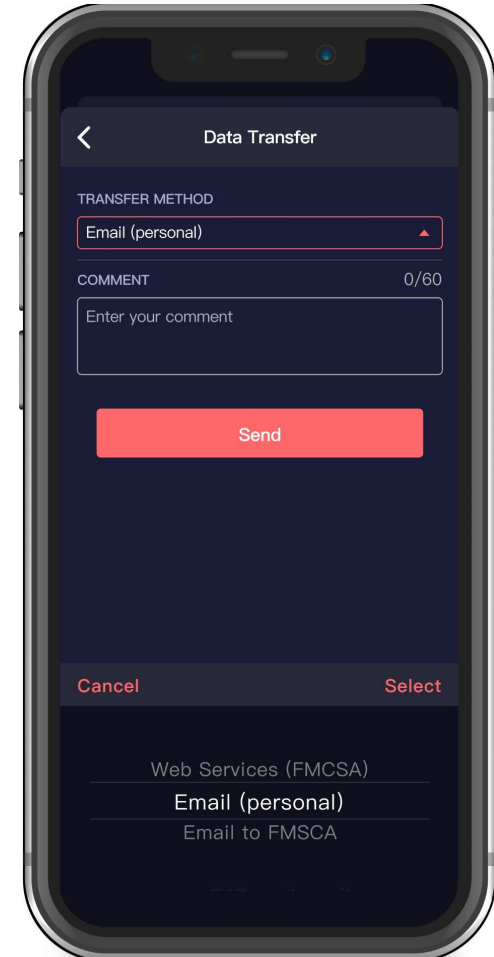 Data Transfer
TRANSFER METHOD
Email (personal)
COMMENT 0/60
Enter your comment
Send
Cancel Select
Web Services (FMCSA)
Email (personal)
Email to FMSCA